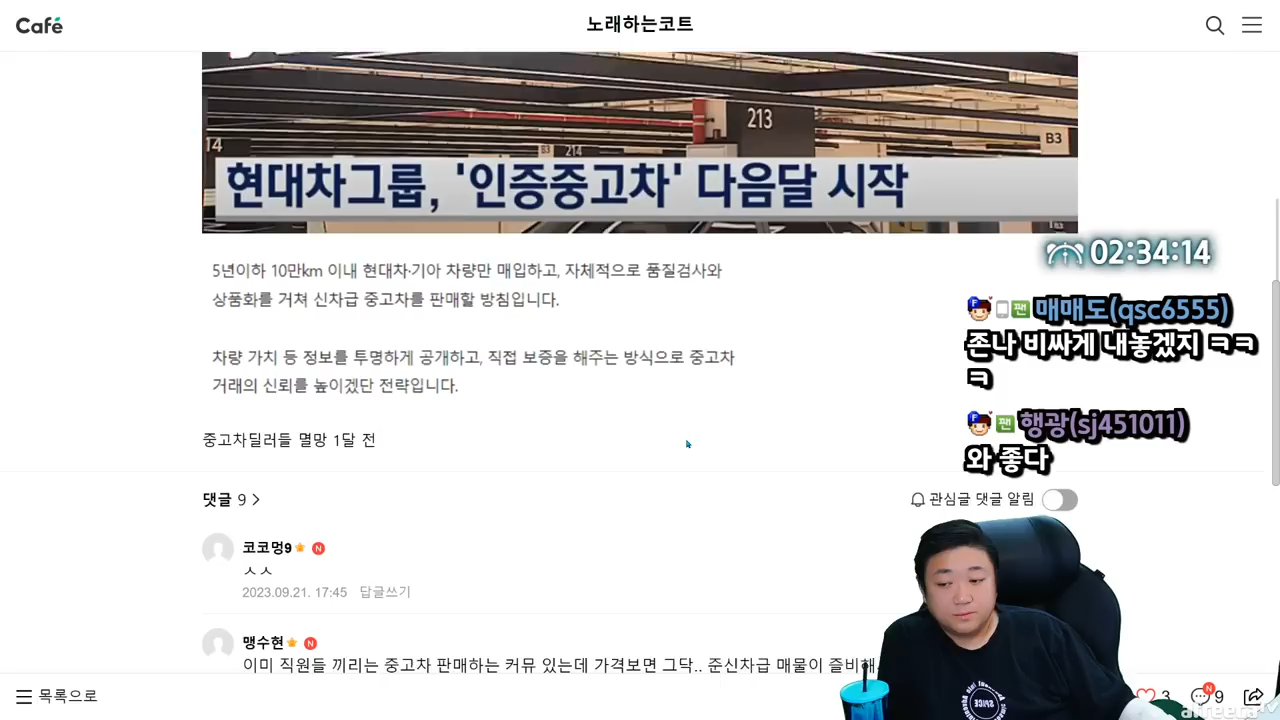 Café
노래하는코트
213
14
B3
214
B3
현대차그룹, '인증중고차' 다음달 시작
5년이하 10만km 이내 현대차·기아 차량만 매입하고, 자체적으로 품질검사와
상품화를 거쳐 신차급 중고차를 판매할 방침입니다.
02:34:14
매매도(qsc6555)
존나 비싸게 내놓겠지 ㅋㅋ
ㅋ
차량 가치 등 정보를 투명하게 공개하고, 직접 보증을 해주는 방식으로 중고차
거래의 신뢰를 높이겠단 전략입니다.
팬 행광(sj451011)
와 좋다
중고차딜러들 멸망 1달 전
댓글 9
관심글 댓글 알림
코코멍9 N
ㅅㅅ
2023.09.21. 17:45 답글쓰기
맹수현 N
이미 직원들 끼리는 중고차 판매하는 커뮤 있는데 가격보면 그닥.. 준신차급 매물이 즐비해
SPICE
목록으로
3
N
9
afreecaTV